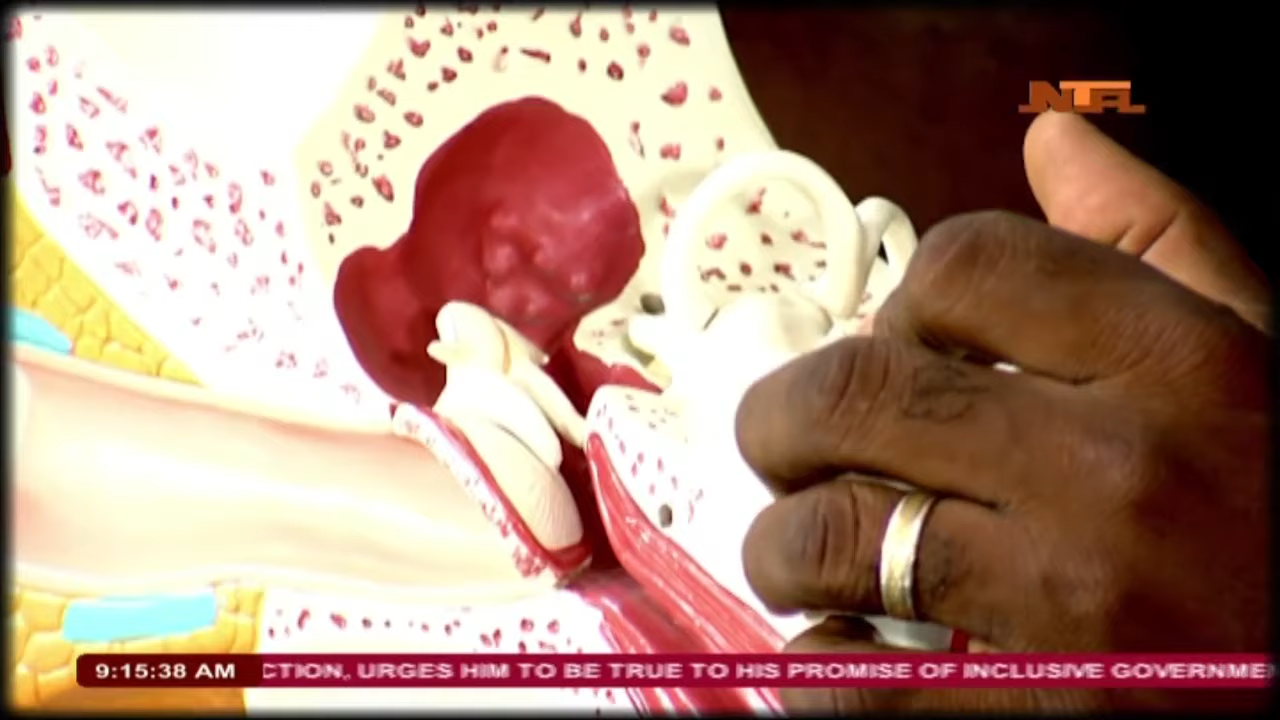 NTA
9:15:38 AM CTION, URGES HIM TO BE TRUE TO HIS PROMISE OF INCLUSIVE GOVERNME